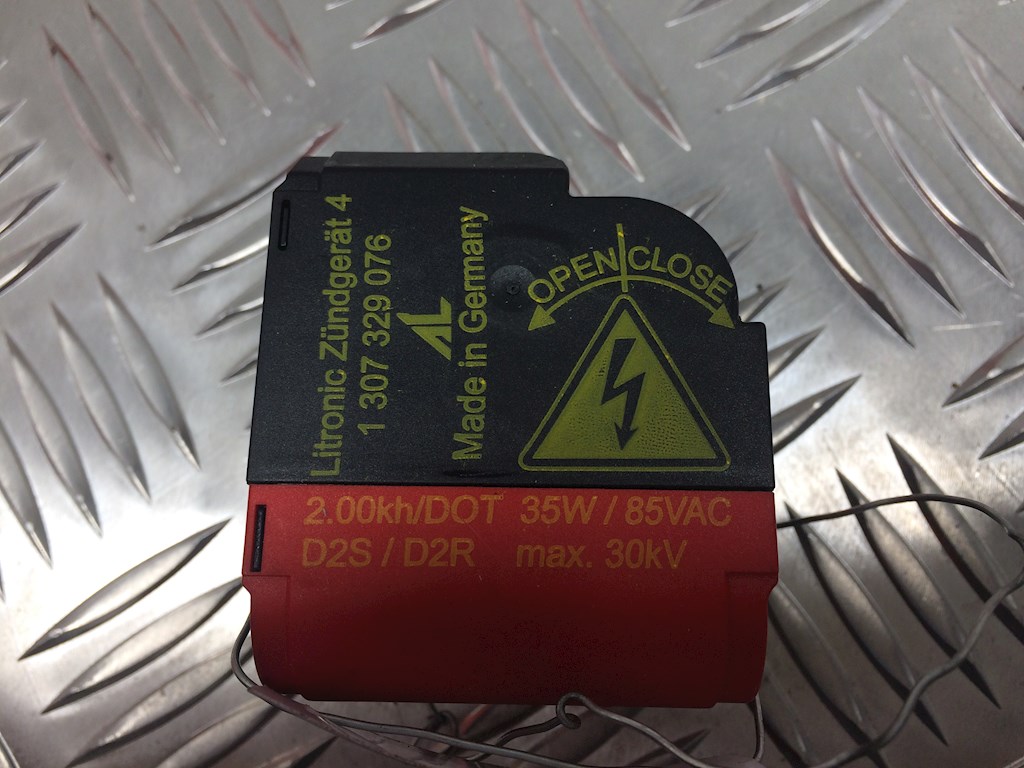 Litronic Zündgerät 4
1 307 329 076
AL
Made in Germany
OPEN CLOSE
2.00kh/DOT 35W / 85VAC
D2S / D2R max. 30kV